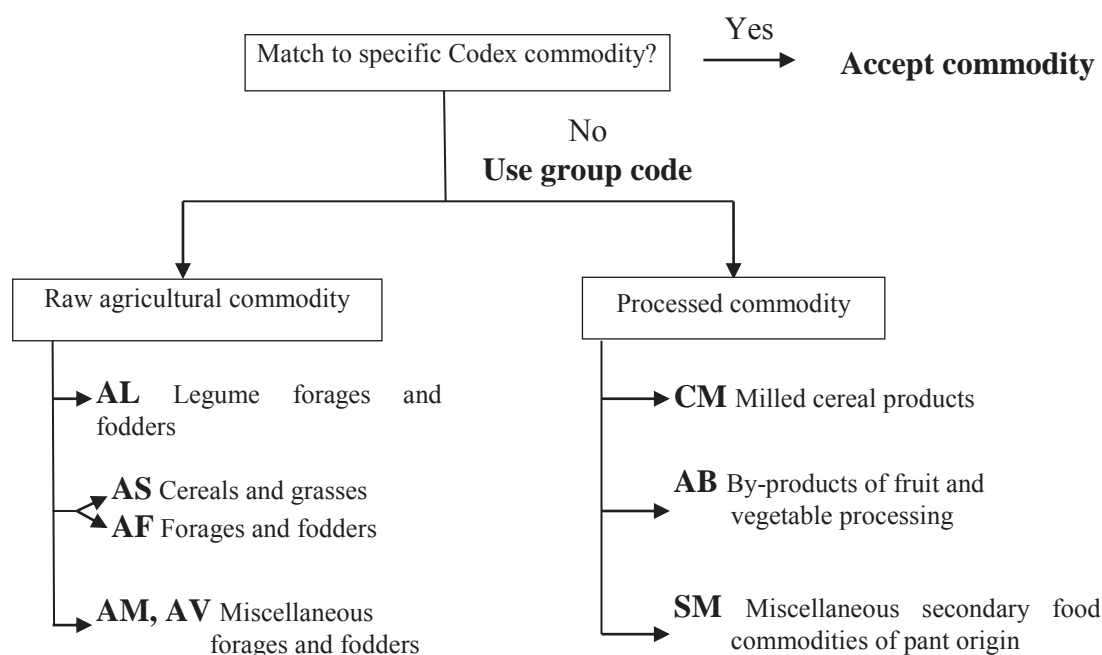 Match to specific Codex commodity?
Yes
Accept commodity
No
Use group code
Raw agricultural commodity
AL Legume forages and
fodders
AS Cereals and grasses
AF Forages and fodders
AM, AV Miscellaneous
forages and fodders
Processed commodity
CM Milled cereal products
AB By-products of fruit and
vegetable processing
SM Miscellaneous secondary food
commodities of pant origin